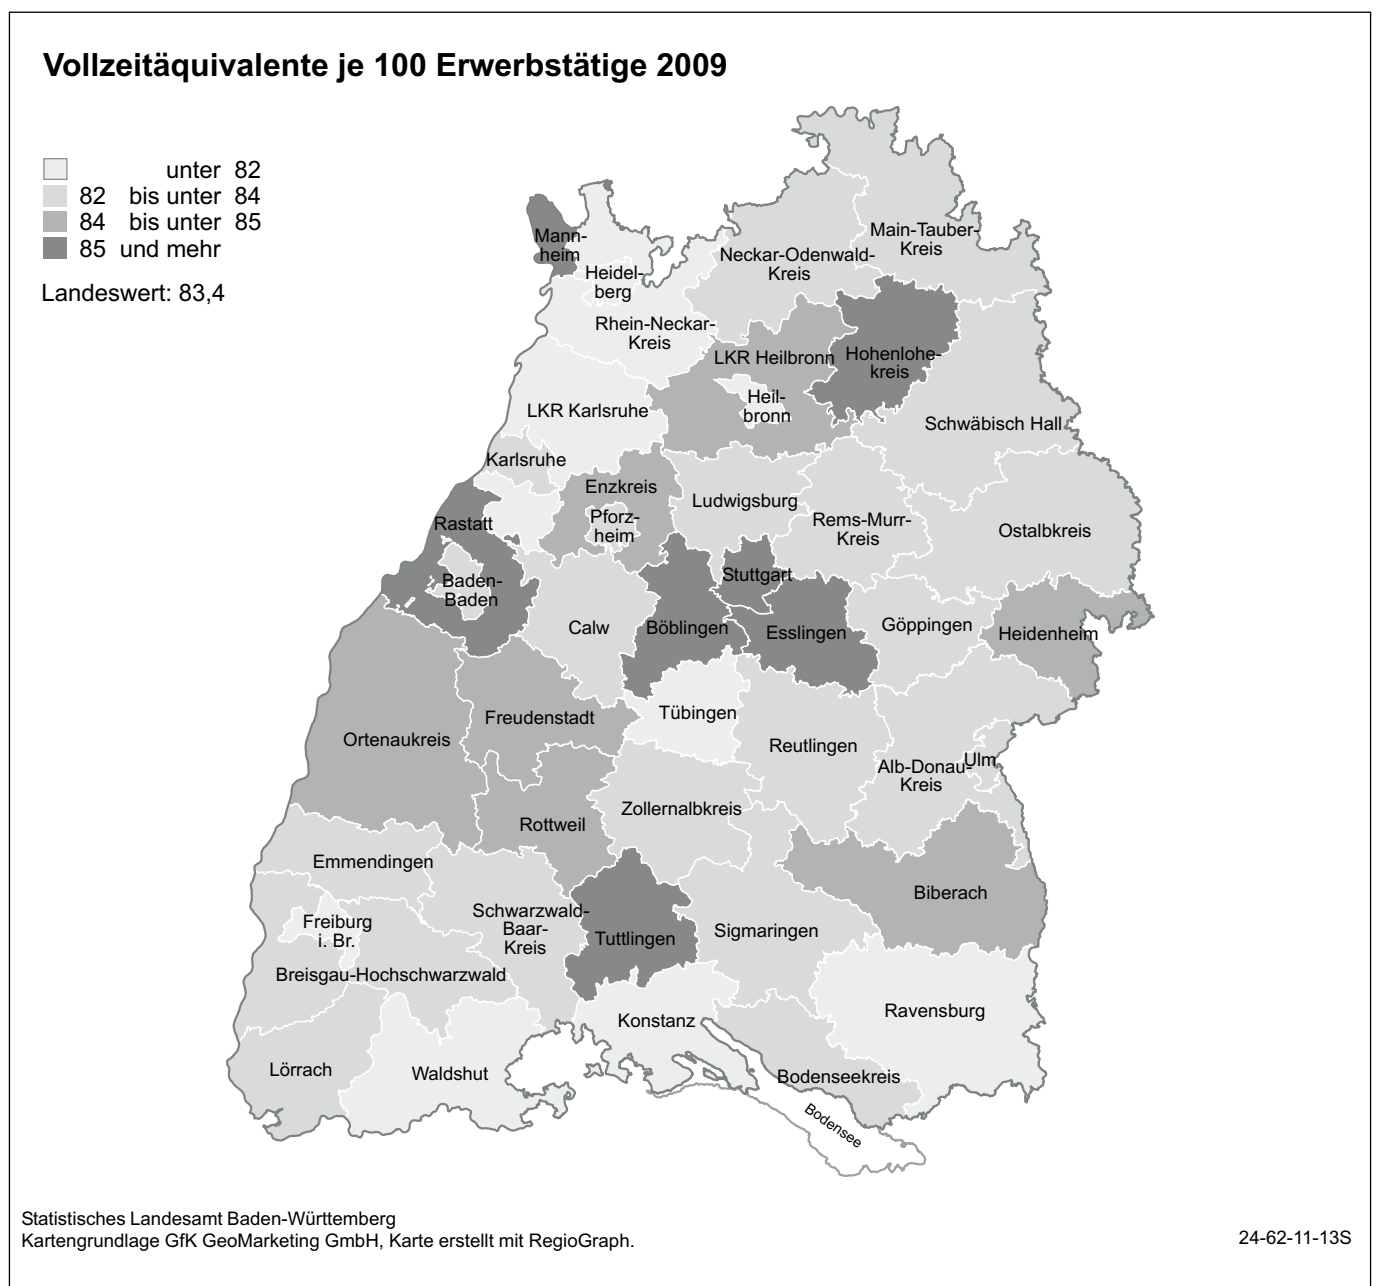 Vollzeitäquivalente je 100 Erwerbstätige 2009
unter 82
82 bis unter 84
84 bis unter 85
85 und mehr
Landeswert: 83,4
Mann-
heim
Heidel-
berg
Rhein-Neckar-
Kreis
Neckar-Odenwald-
Kreis
Main-Tauber-
Kreis
LKR Heilbronn
Hohenlohe-
kreis
Heil-
bronn
LKR Karlsruhe
Schwäbisch Hall
Karlsruhe
Enzkreis
Ludwigsburg
Pforz-
heim
Rems-Murr-
Kreis
Ostalbkreis
Rastatt
Baden-
Baden
Stuttgart
Calw
Böblingen
Esslingen
Göppingen
Heidenheim
Tübingen
Freudenstadt
Ortenaukreis
Reutlingen
Alb-Donau-
Kreis
Ulm
Zollernalbkreis
Rottweil
Emmendingen
Biberach
Freiburg
i. Br.
Schwarzwald-
Baar-
Kreis
Tuttlingen
Sigmaringen
Breisgau-Hochschwarzwald
Ravensburg
Konstanz
Lörrach
Waldshut
Bodenseekreis
Bodensee
Statistisches Landesamt Baden-Württemberg
Kartengrundlage GfK GeoMarketing GmbH, Karte erstellt mit RegioGraph.
24-62-11-13S